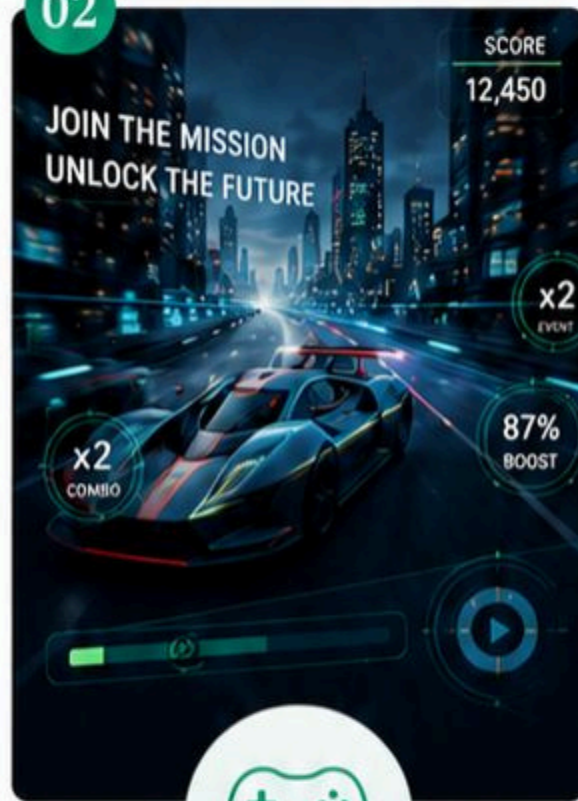 02
SCORE
12,450
JOIN THE MISSION
UNLOCK THE FUTURE
x2
EVENT
87%
BOOST
x2
COMBO